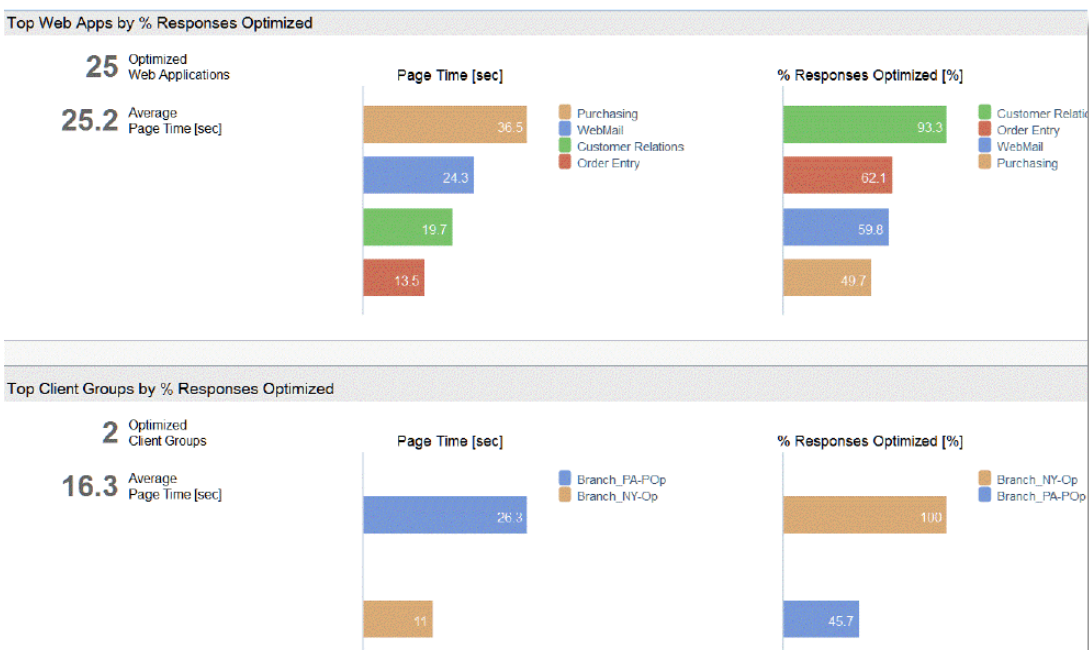 Top Web Apps by % Responses Optimized
25 Optimized
Web Applications
25.2 Average
Page Time [sec]
Page Time [sec]
36.5
24.3
19.7
13.5
Purchasing
WebMail
Customer Relations
Order Entry
% Responses Optimized [%]
93.3
62.1
59.8
49.7
Customer Relatio
Order Entry
WebMail
Purchasing
Top Client Groups by % Responses Optimized
2 Optimized
Client Groups
16.3 Average
Page Time [sec]
Page Time [sec]
26.3
11
Branch_PA-POp
Branch_NY-Op
% Responses Optimized [%]
100
45.7
Branch_NY-Op
Branch_PA-POp